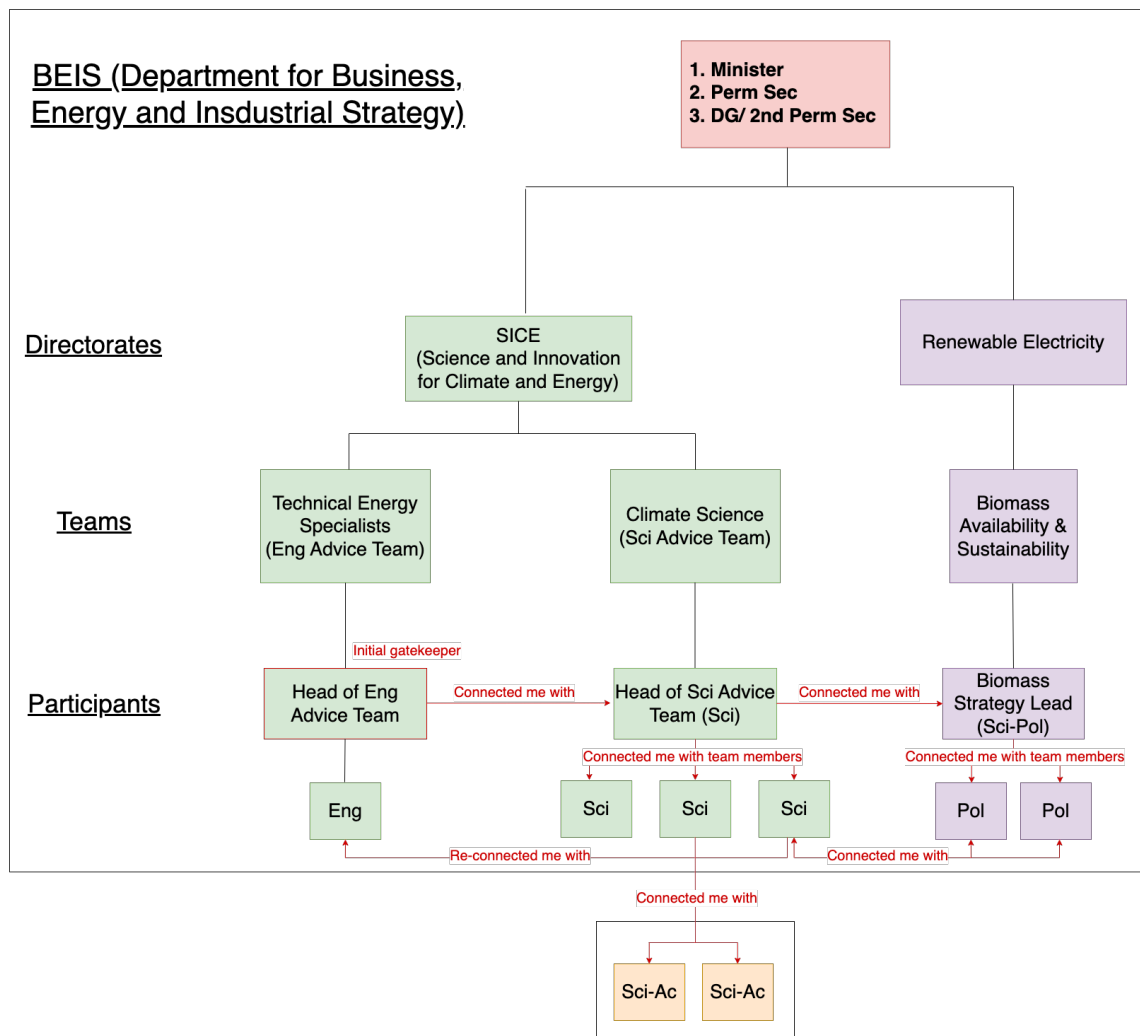 BEIS (Department for Business,
Energy and Insdustrial Strategy)
1. Minister
2. Perm Sec
3. DG/ 2nd Perm Sec
Directorates
SICE
(Science and Innovation
for Climate and Energy)
Renewable Electricity
Teams
Technical Energy
Specialists
(Eng Advice Team)
Climate Science
(Sci Advice Team)
Biomass
Availability &
Sustainability
Initial gatekeeper
Participants
Head of Eng
Advice Team
Connected me with
Head of Sci Advice
Team (Sci)
Connected me with
Biomass
Strategy Lead
(Sci-Pol)
Connected me with team members
Connected me with team members
Eng
Sci
Sci
Sci
Pol
Pol
Re-connected me with
Connected me with
Connected me with
Sci-Ac
Sci-Ac